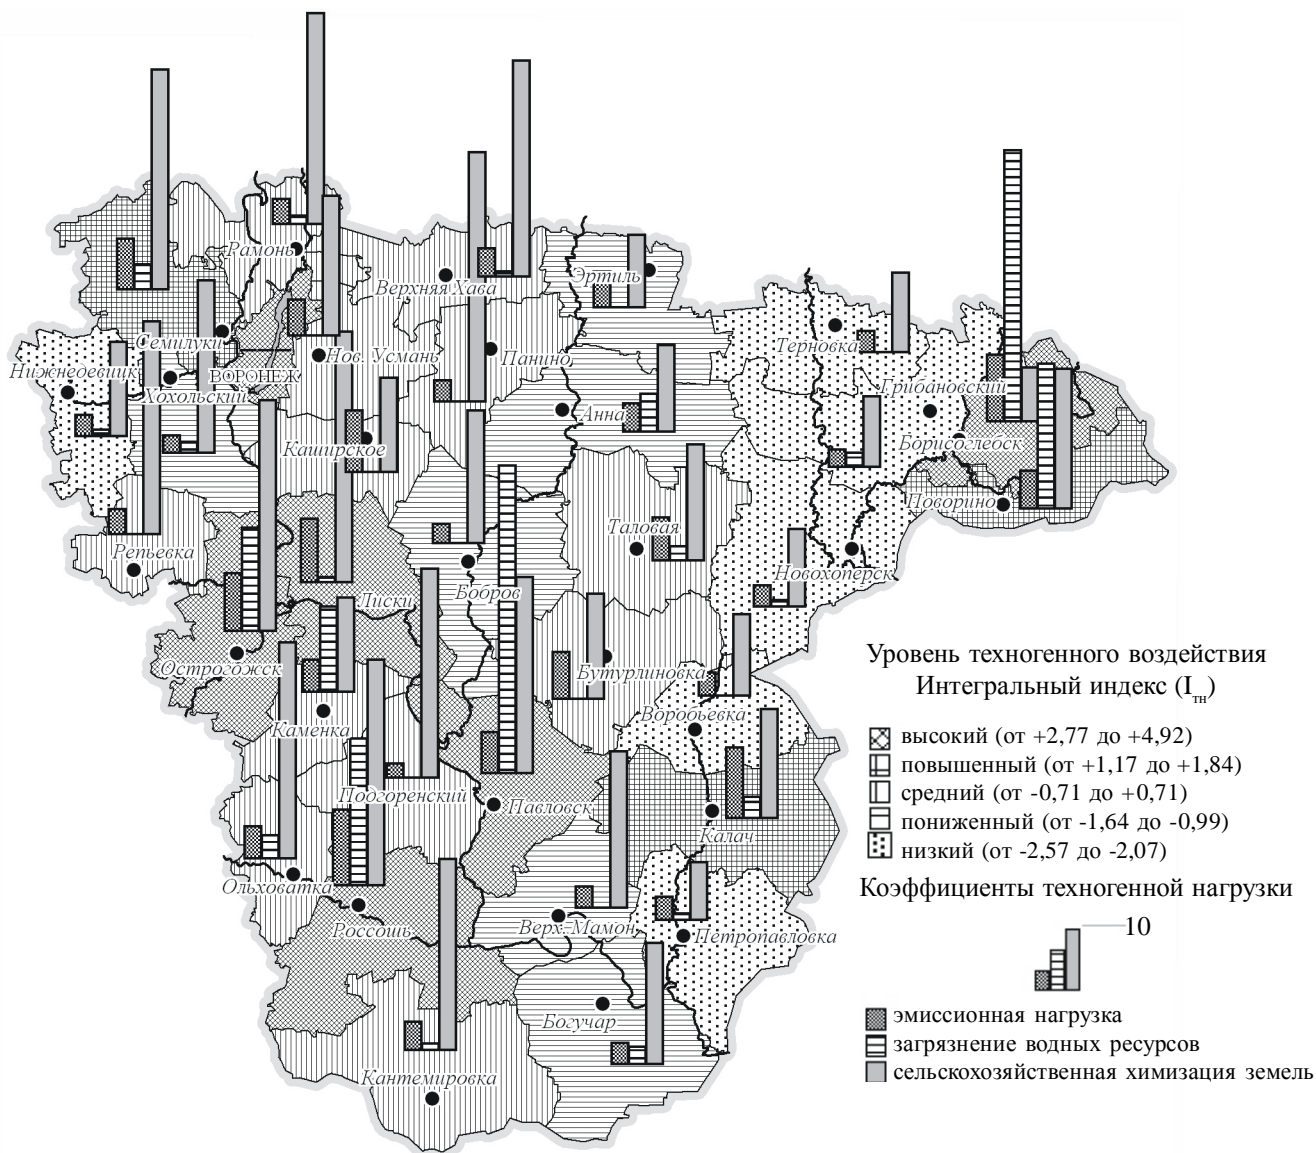 Рамонь
Верхняя Хава
Эртиль
Семилуки
Нов. Усмань
Панино
Терновка
Нижнедевицк
ВОРОНЕЖ
Хохольский
Грибановский
Анна
Каширское
Борисоглебск
Поворино
Таловая
Репьевка
Новохоперск
Лиски
Бобров
Острогожск
Бутурлиновка
Каменка
Воробьевка
Подгоренский
Павловск
Калач
Ольховатка
Россошь
Верх. Мамон
Петропавловка
Богучар
Кантемировка
Уровень техногенного воздействия
Интегральный индекс (Iтн)
высокий (от +2,77 до +4,92)
повышенный (от +1,17 до +1,84)
средний (от -0,71 до +0,71)
пониженный (от -1,64 до -0,99)
низкий (от -2,57 до -2,07)
Коэффициенты техногенной нагрузки
10
эмиссионная нагрузка
загрязнение водных ресурсов
сельскохозяйственная химизация земель